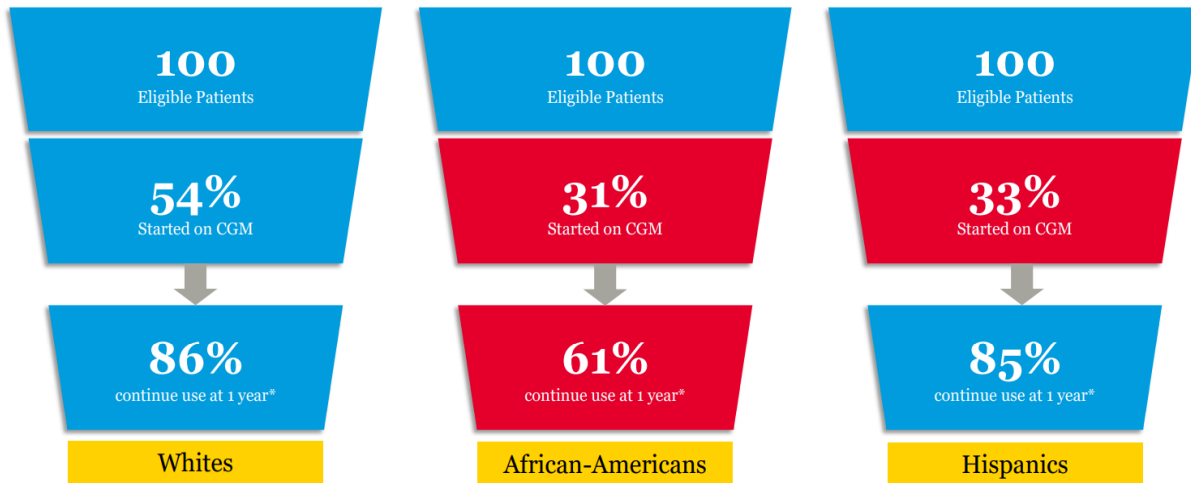 100
Eligible Patients
54%
Started on CGM
86%
continue use at 1 year*
Whites
100
Eligible Patients
31%
Started on CGM
61%
continue use at 1 year*
African-Americans
100
Eligible Patients
33%
Started on CGM
85%
continue use at 1 year*
Hispanics